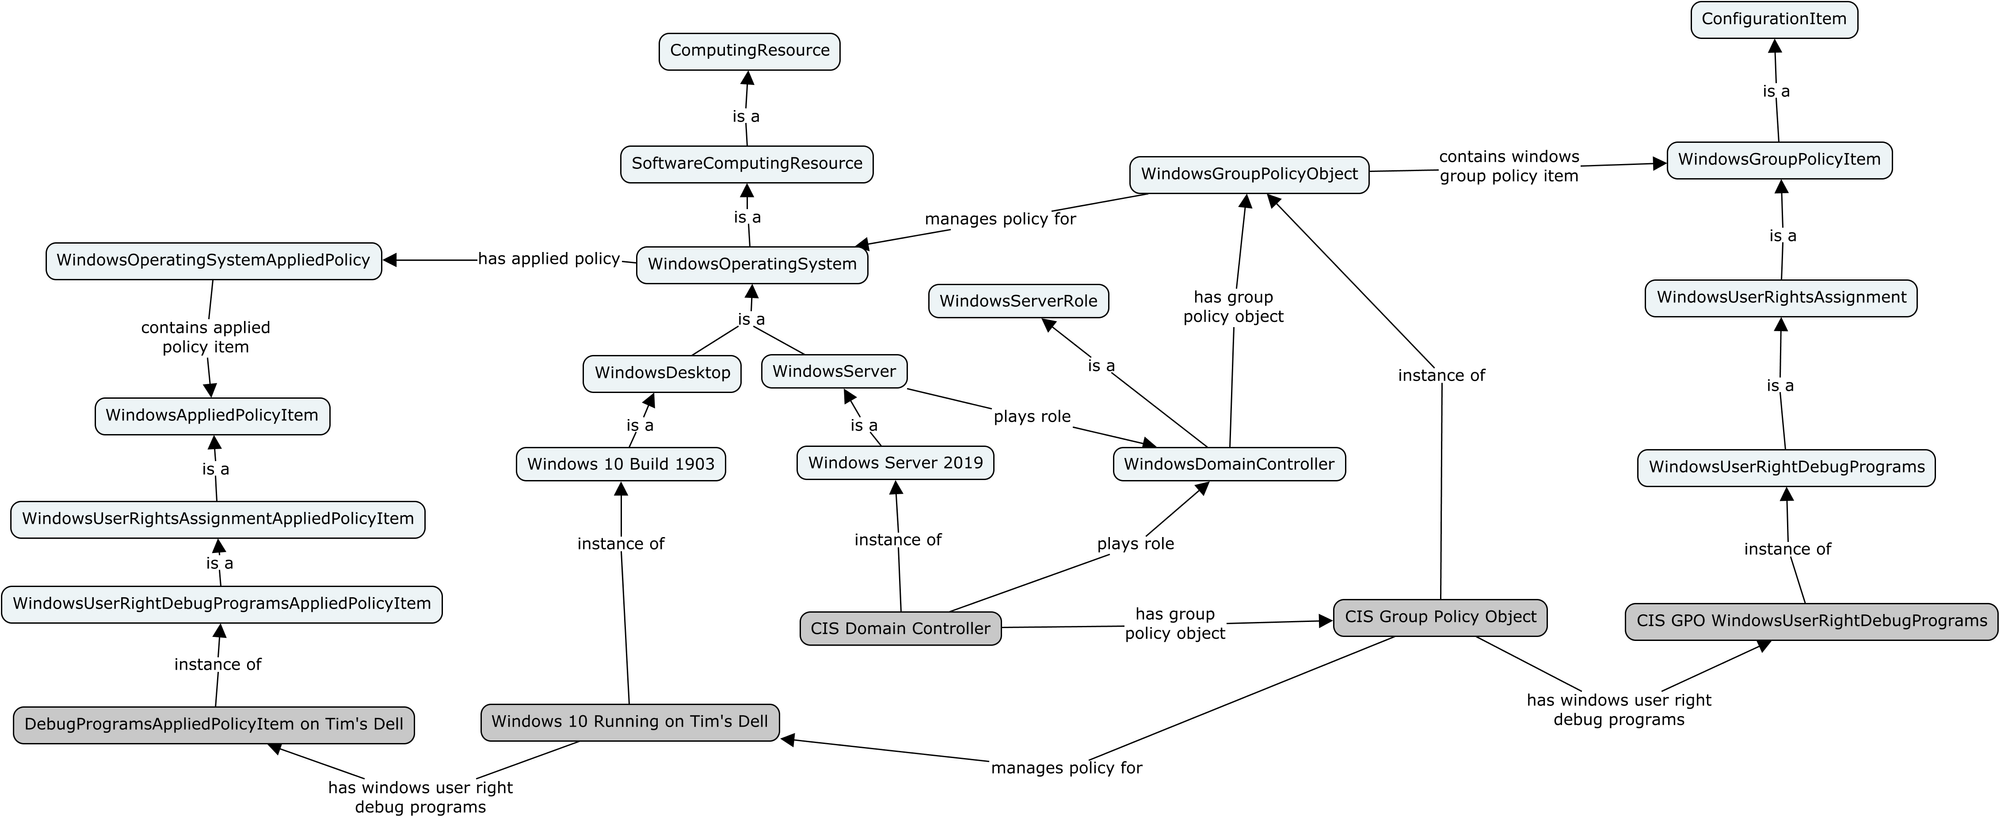 ConfigurationItem
ComputingResource
is a
is a
SoftwareComputingResource
WindowsGroupPolicyObject
contains windows
group policy item
WindowsGroupPolicyItem
is a
manages policy for
is a
WindowsOperatingSystemAppliedPolicy
has applied policy
WindowsOperatingSystem
WindowsServerRole
has group
policy object
WindowsUserRightsAssignment
contains applied
policy item
is a
WindowsDesktop
WindowsServer
is a
instance of
is a
WindowsAppliedPolicyItem
is a
is a
plays role
is a
Windows 10 Build 1903
Windows Server 2019
WindowsDomainController
WindowsUserRightDebugPrograms
WindowsUserRightsAssignmentAppliedPolicyItem
is a
instance of
instance of
plays role
instance of
WindowsUserRightDebugProgramsAppliedPolicyItem
CIS Domain Controller
has group
policy object
CIS Group Policy Object
CIS GPO WindowsUserRightDebugPrograms
instance of
DebugProgramsAppliedPolicyItem on Tim's Dell
Windows 10 Running on Tim's Dell
has windows user right
debug programs
manages policy for
has windows user right
debug programs